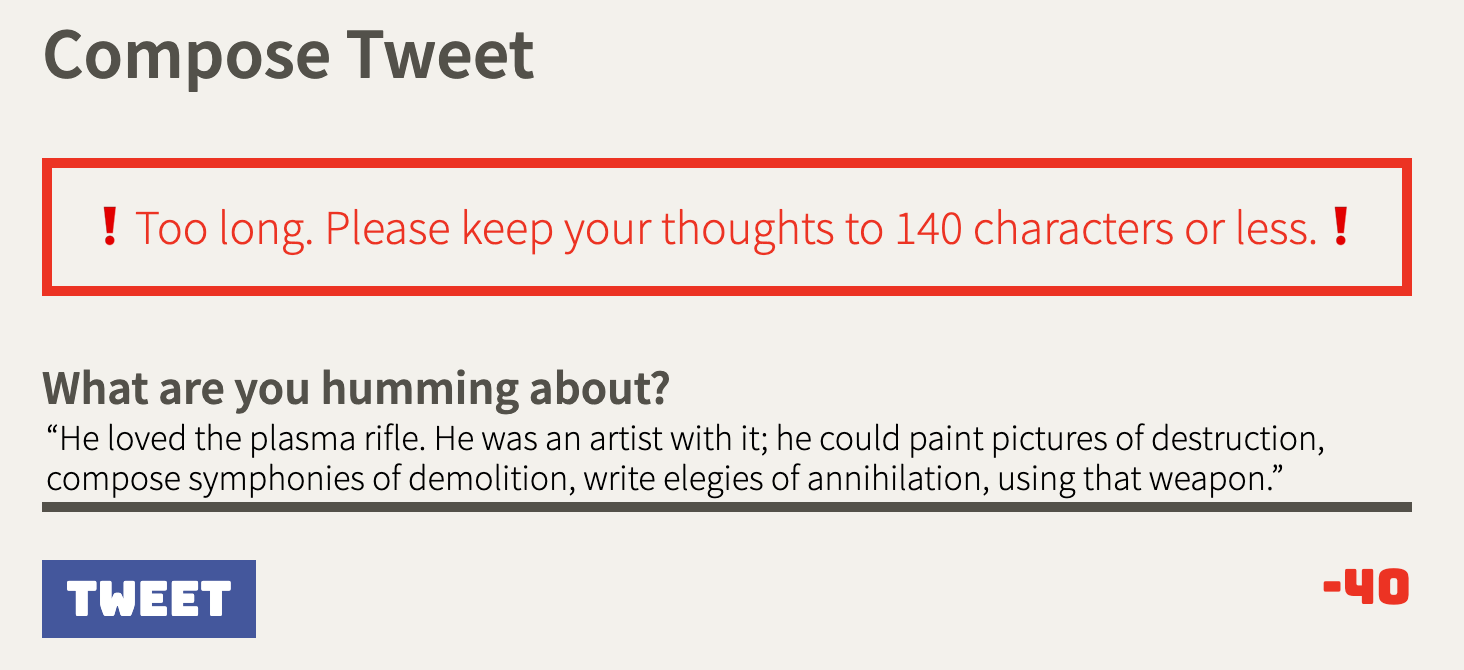 Compose Tweet
❗ Too long. Please keep your thoughts to 140 characters or less. ❗
What are you humming about?
“He loved the plasma rifle. He was an artist with it; he could paint pictures of destruction,
compose symphonies of demolition, write elegies of annihilation, using that weapon.”
TWEET
-40